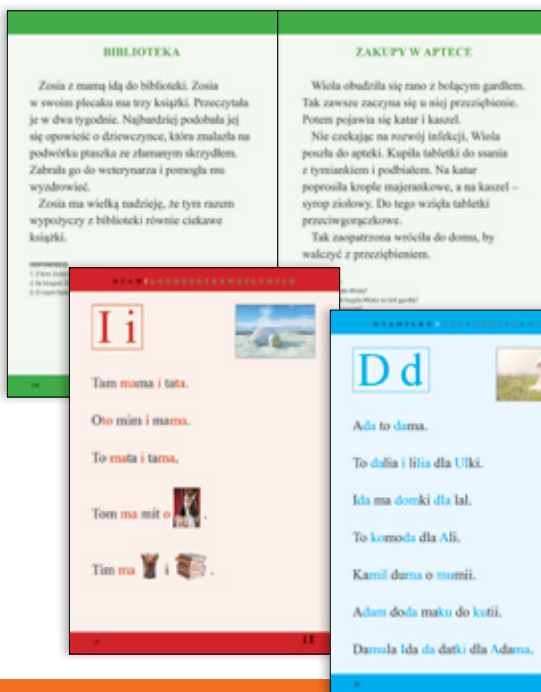 BIBLIOTEKA
Zosia z mamą idą do biblioteki. Zosia
w swoim plecaku ma trzy książki. Przeczytała
je w dwa tygodnie. Najbardziej podobała jej
się opowieść o dziewczynce, która znalazła na
podwórku ptaszka ze złamanym skrzydłem.
Zabrała go do weterynarza i pomogła mu
wyzdrowieć.
Zosia ma wielką nadzieję, że tym razem
wypożyczy z biblioteki równie ciekawe
książki.
ZAKUPY W APTECE
Wiola obudziła się rano z bolącym gardłem.
Tak zawsze zaczyna się u niej przeziębienie.
Potem pojawia się katar i kaszel.
Nie czekając na rozwój infekcji, Wiola
poszła do apteki. Kupiła tabletki do ssania
z tymiankiem i podbiałem. Na katar
poprosiła krople majerankowe, a na kaszel –
syrop ziołowy. Do tego wzięła tabletki
przeciwgorączkowe.
Tak zaopatrzona wróciła do domu, by
walczyć z przeziębieniem.
I i
Tam mama i tata.
Oto mim i mama.
To mata i tama.
Tom ma mit o .
Tim ma i .
D d
Ada to dama.
To dalia i lilia dla Ulki.
Ida ma domki dla lal.
To komoda dla Ali.
Kamil duma o mumii.
Adam doda maku do kutii.
Damula Ida da datki dla Adama.